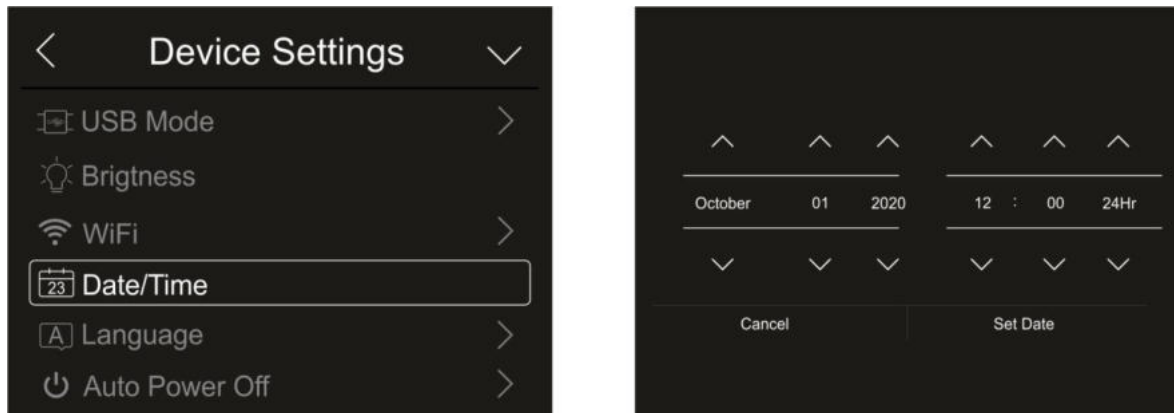 Device Settings
USB Mode
Brigtness
WiFi
23 Date/Time
A Language
Auto Power Off
October 01 2020 12 : 00 24Hr
Cancel Set Date